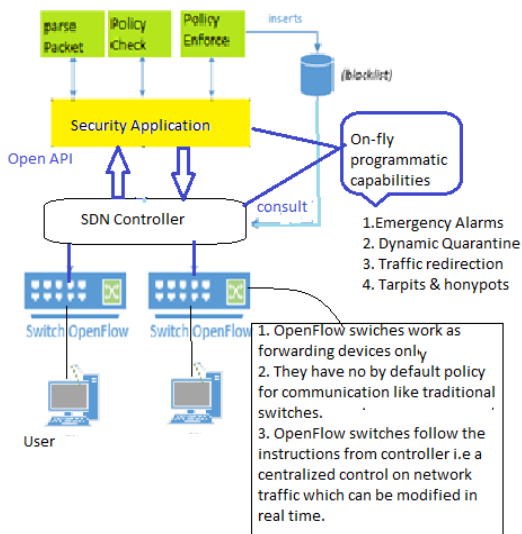 parse
Packet
Policy
Check
Policy
Enforce
inserts
(blacklist)
Security Application
Open API
On-fly
programmatic
capabilities
SDN Controller
consult
1.Emergency Alarms
2. Dynamic Quarantine
3. Traffic redirection
4. Tarpits & honypots
Switch OpenFlow
Switch OpenFlow
User
1. OpenFlow swiches work as
forwarding devices only
2. They have no by default policy
for communication like traditional
switches.
3. OpenFlow switches follow the
instructions from controller i.e a
centralized control on network
traffic which can be modified in
real time.